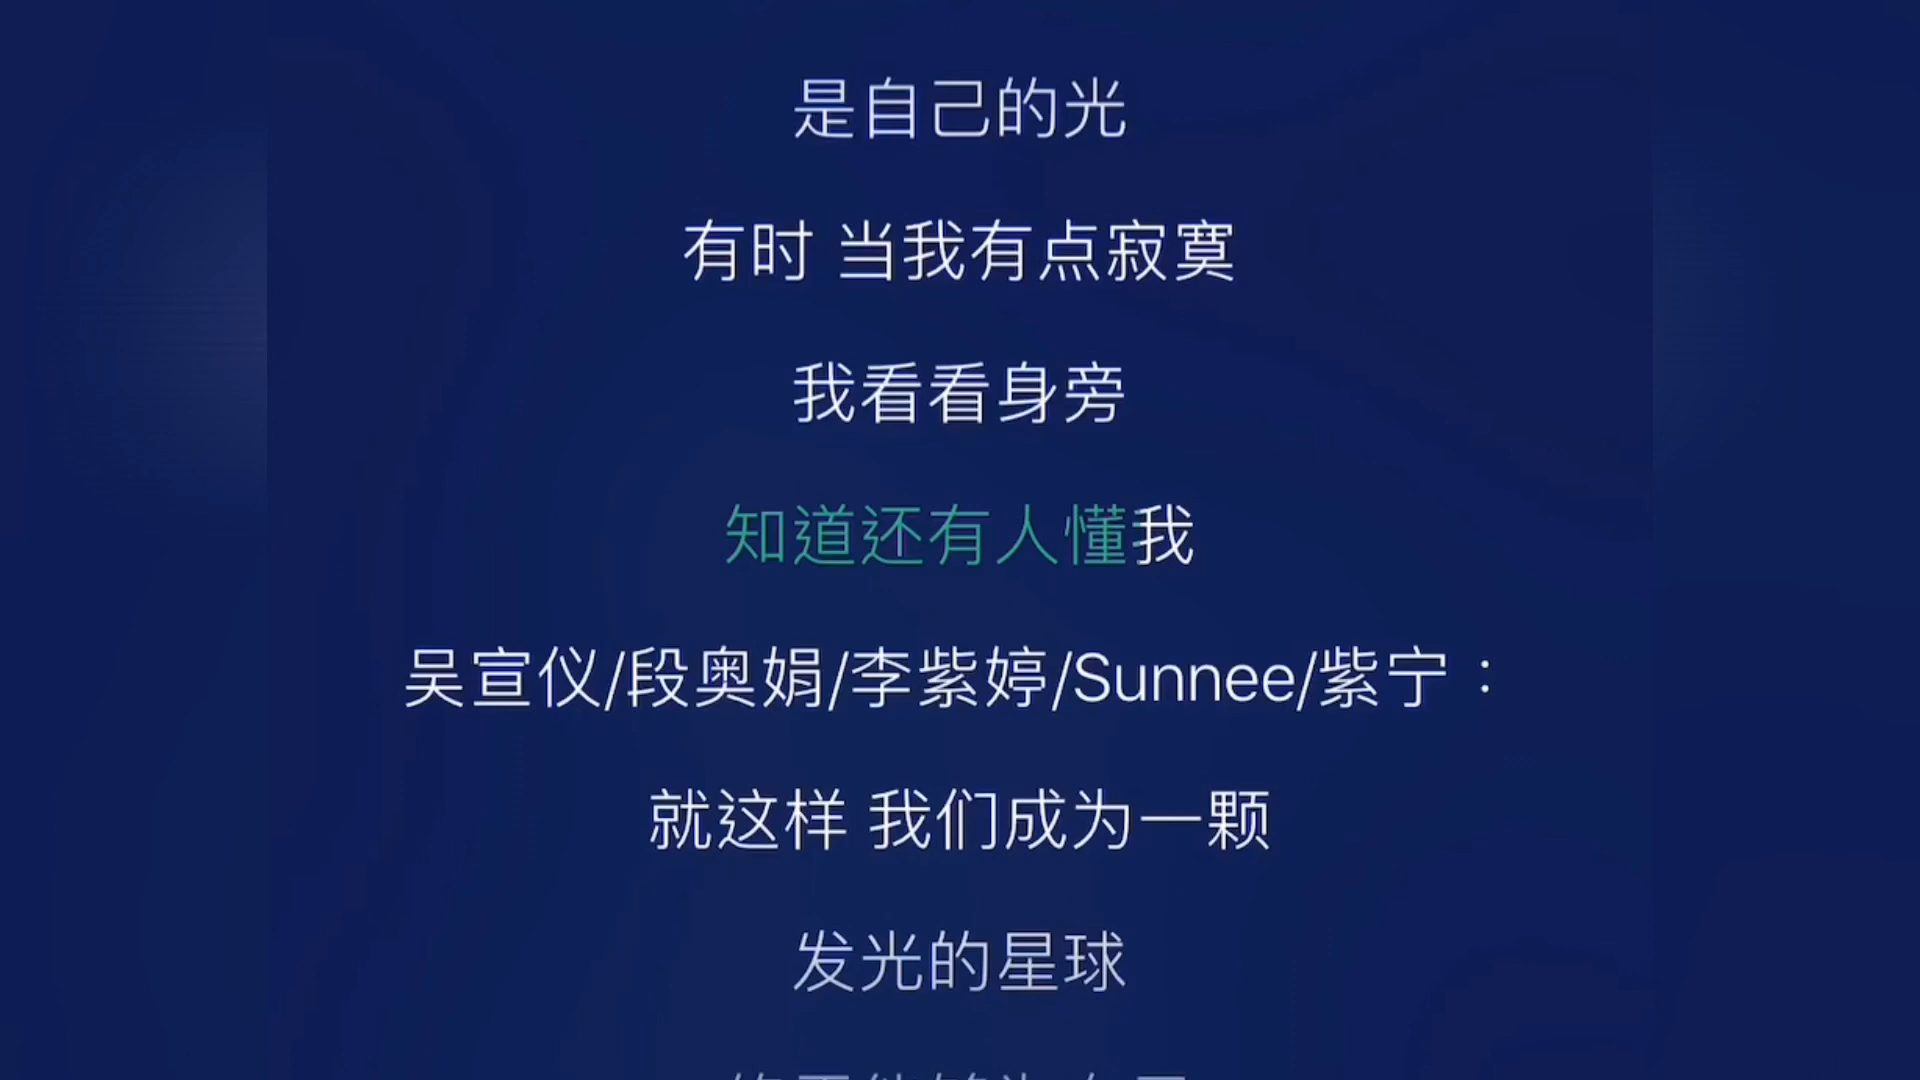 是自己的光
有时 当我有点寂寞
我看看身旁
知道还有人懂我
吴宣仪/段奥娟/李紫婷/Sunnee/紫宁：
就这样 我们成为一颗
发光的星球